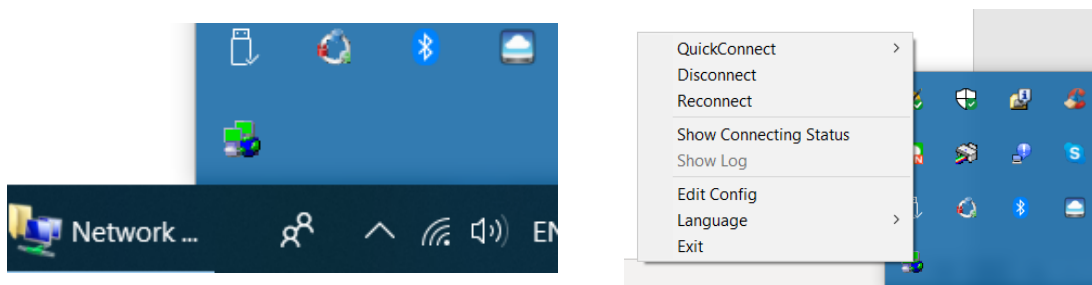 Network ...
EN
QuickConnect
Disconnect
Reconnect
Show Connecting Status
Show Log
Edit Config
Language
Exit